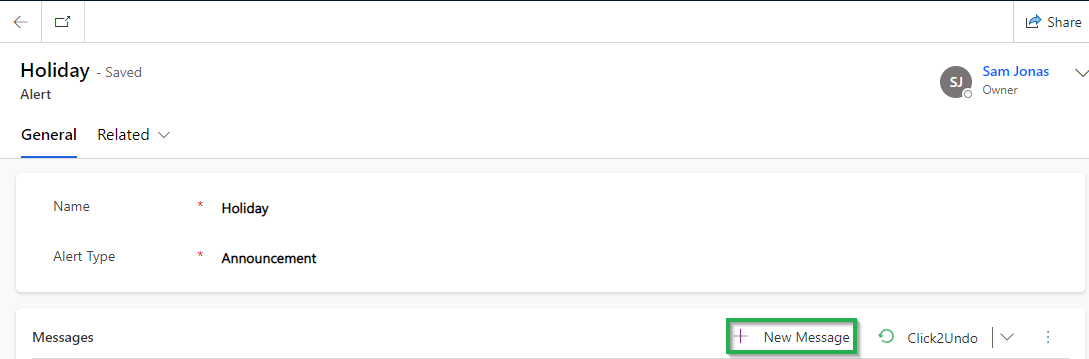 Share
Holiday - Saved
Alert
SJ
Sam Jonas
Owner
General Related
Name * Holiday
Alert Type * Announcement
Messages
+ New Message
Click2Undo